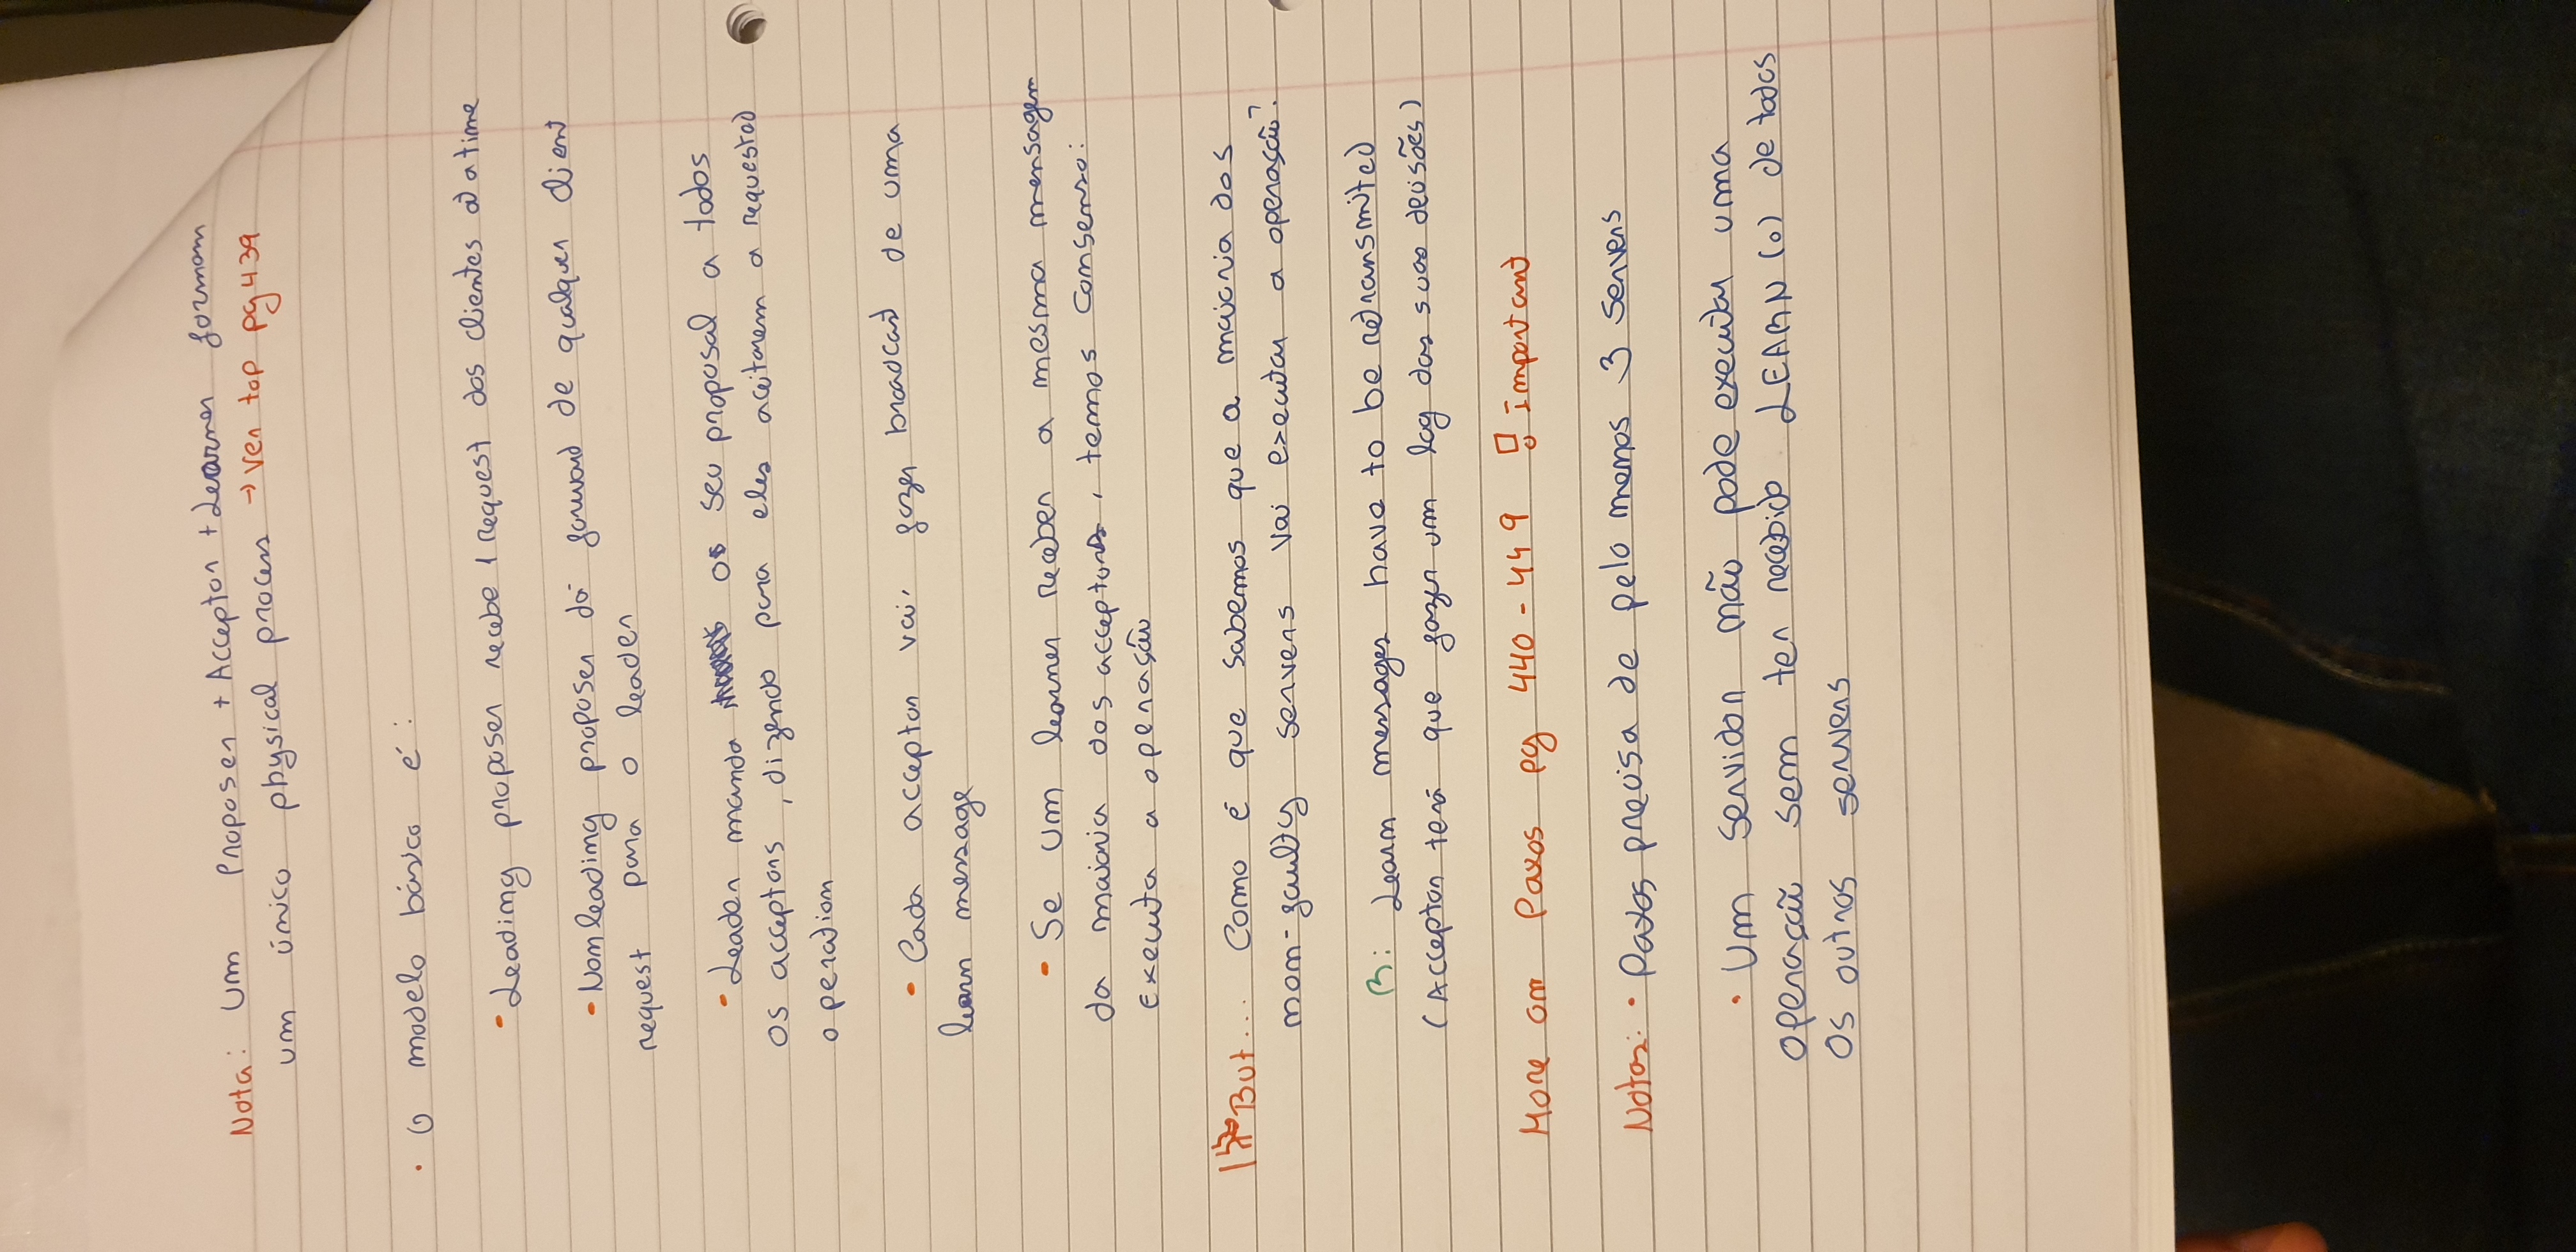 Nota: Um Proposer + Acceptor + Learner formam
um único physical process → ver top pg 439
• O modelo básico é:
• Leading proposer recebe 1 request dos clientes at a time
• Nonleading proposer dá forward de qualquer client
request para o leader
• Leader manda o seu proposal a todos
os acceptors, dizendo para eles aceitarem a requested
operation
• Cada acceptor vai fazer broadcast de uma
learn message
• Se um learner receber a mesma mensagem
da maioria dos acceptors, temos consenso:
executa a operação
But... Como é que sabemos que a maioria dos
non-faulty servers vai executar a operação?
R: Learn messages have to be retransmited
(Acceptor terá que fazer um log das suas decisões)
More on Paxos pg 440 - 449 ! Important
Notas: • Paxos precisa de pelo menos 3 servers
• Um servidor não pode executar uma
operação sem ter recebido LEARN (o) de todos
os outros servers